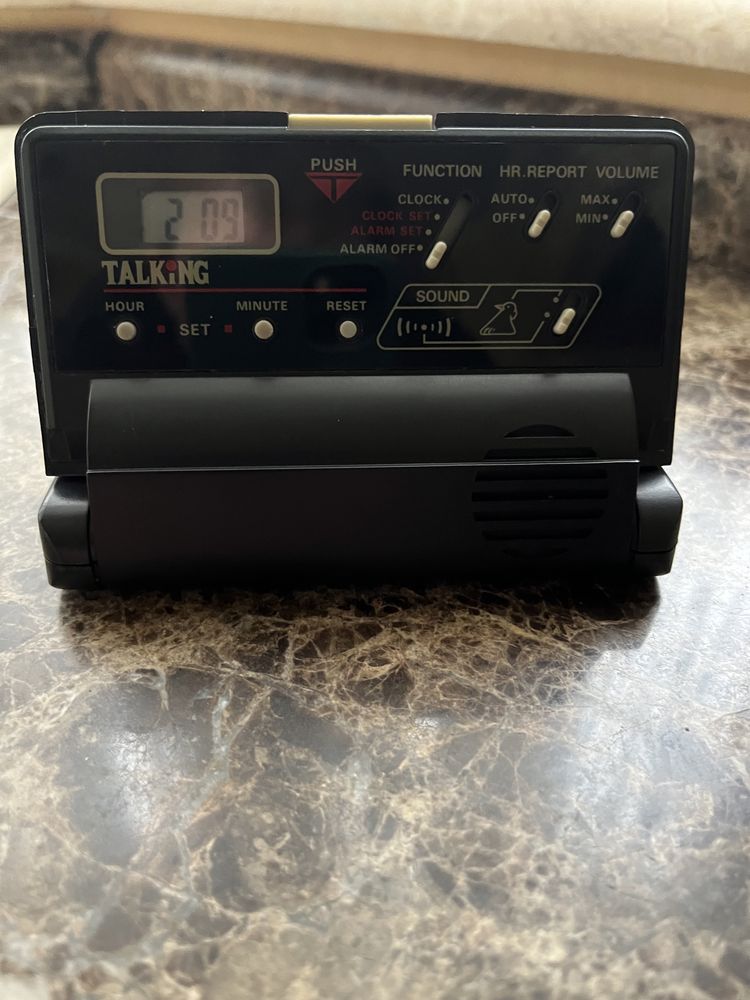 PUSH
FUNCTION HR.REPORT VOLUME
CLOCK AUTO MAX
CLOCK SET OFF MIN
ALARM SET
ALARM OFF
2 09
TALKiNG
HOUR MINUTE RESET
SET
SOUND